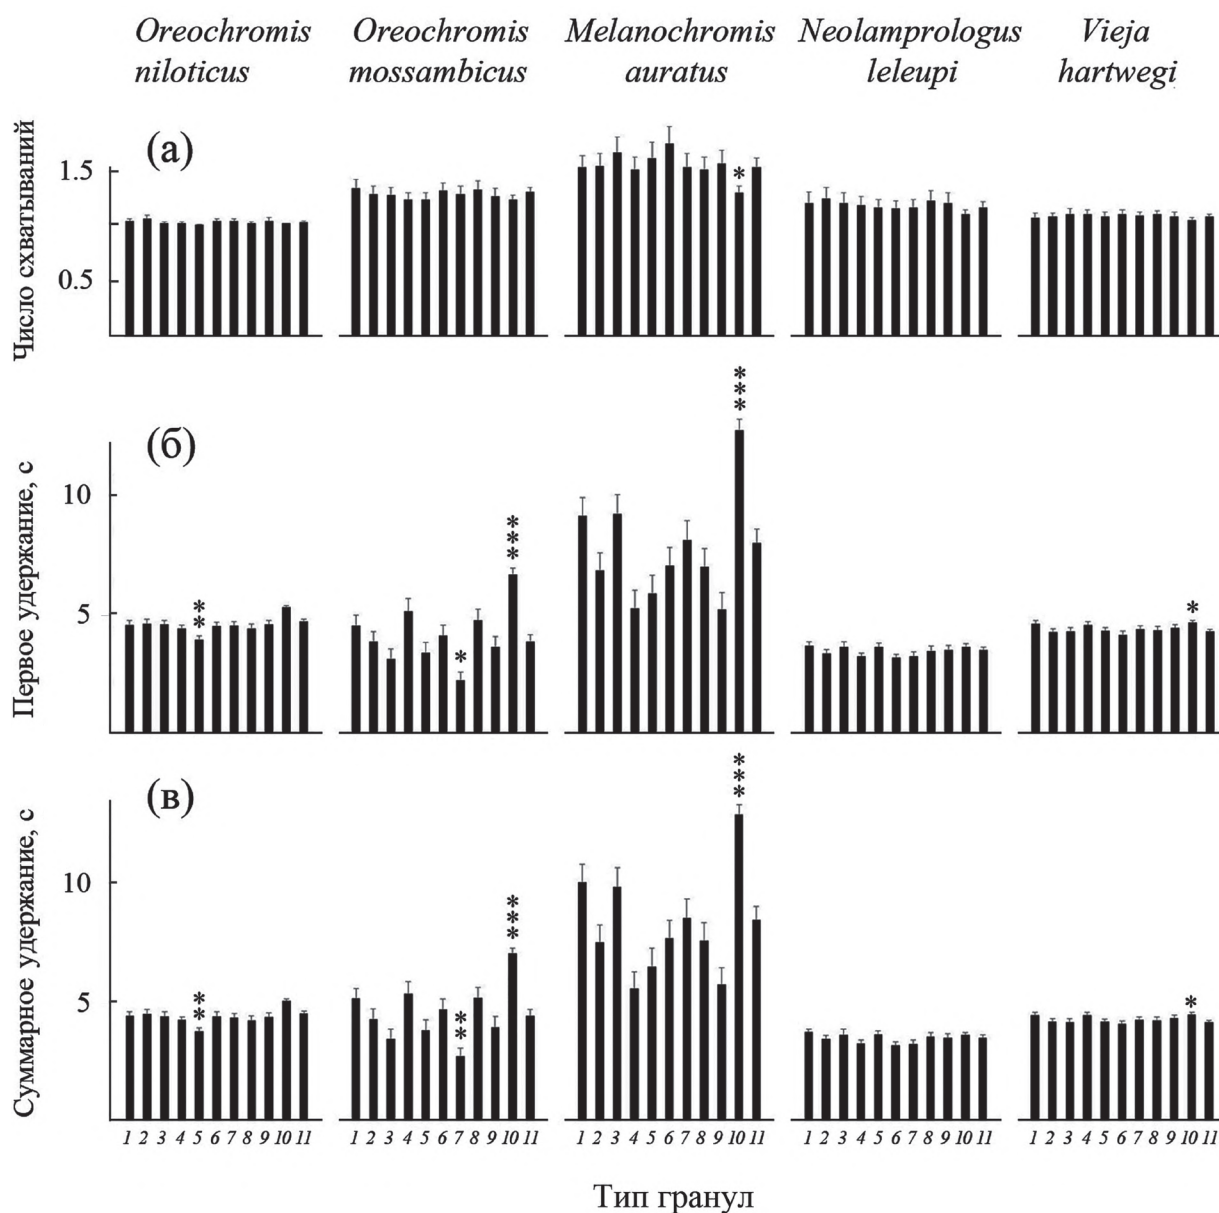 Oreochromis niloticus
Oreochromis mossambicus
Melanochromis auratus
Neolamprologus leleupi
Vieja hartwegi
(а)
Число схватываний
1.5
1.0
0.5
*
(б)
Первое удержание, с
10
5
**
*
***
***
*
(в)
Суммарное удержание, с
10
5
**
**
***
***
*
1 2 3 4 5 6 7 8 9 10 11
1 2 3 4 5 6 7 8 9 10 11
1 2 3 4 5 6 7 8 9 10 11
1 2 3 4 5 6 7 8 9 10 11
1 2 3 4 5 6 7 8 9 10 11
Тип гранул